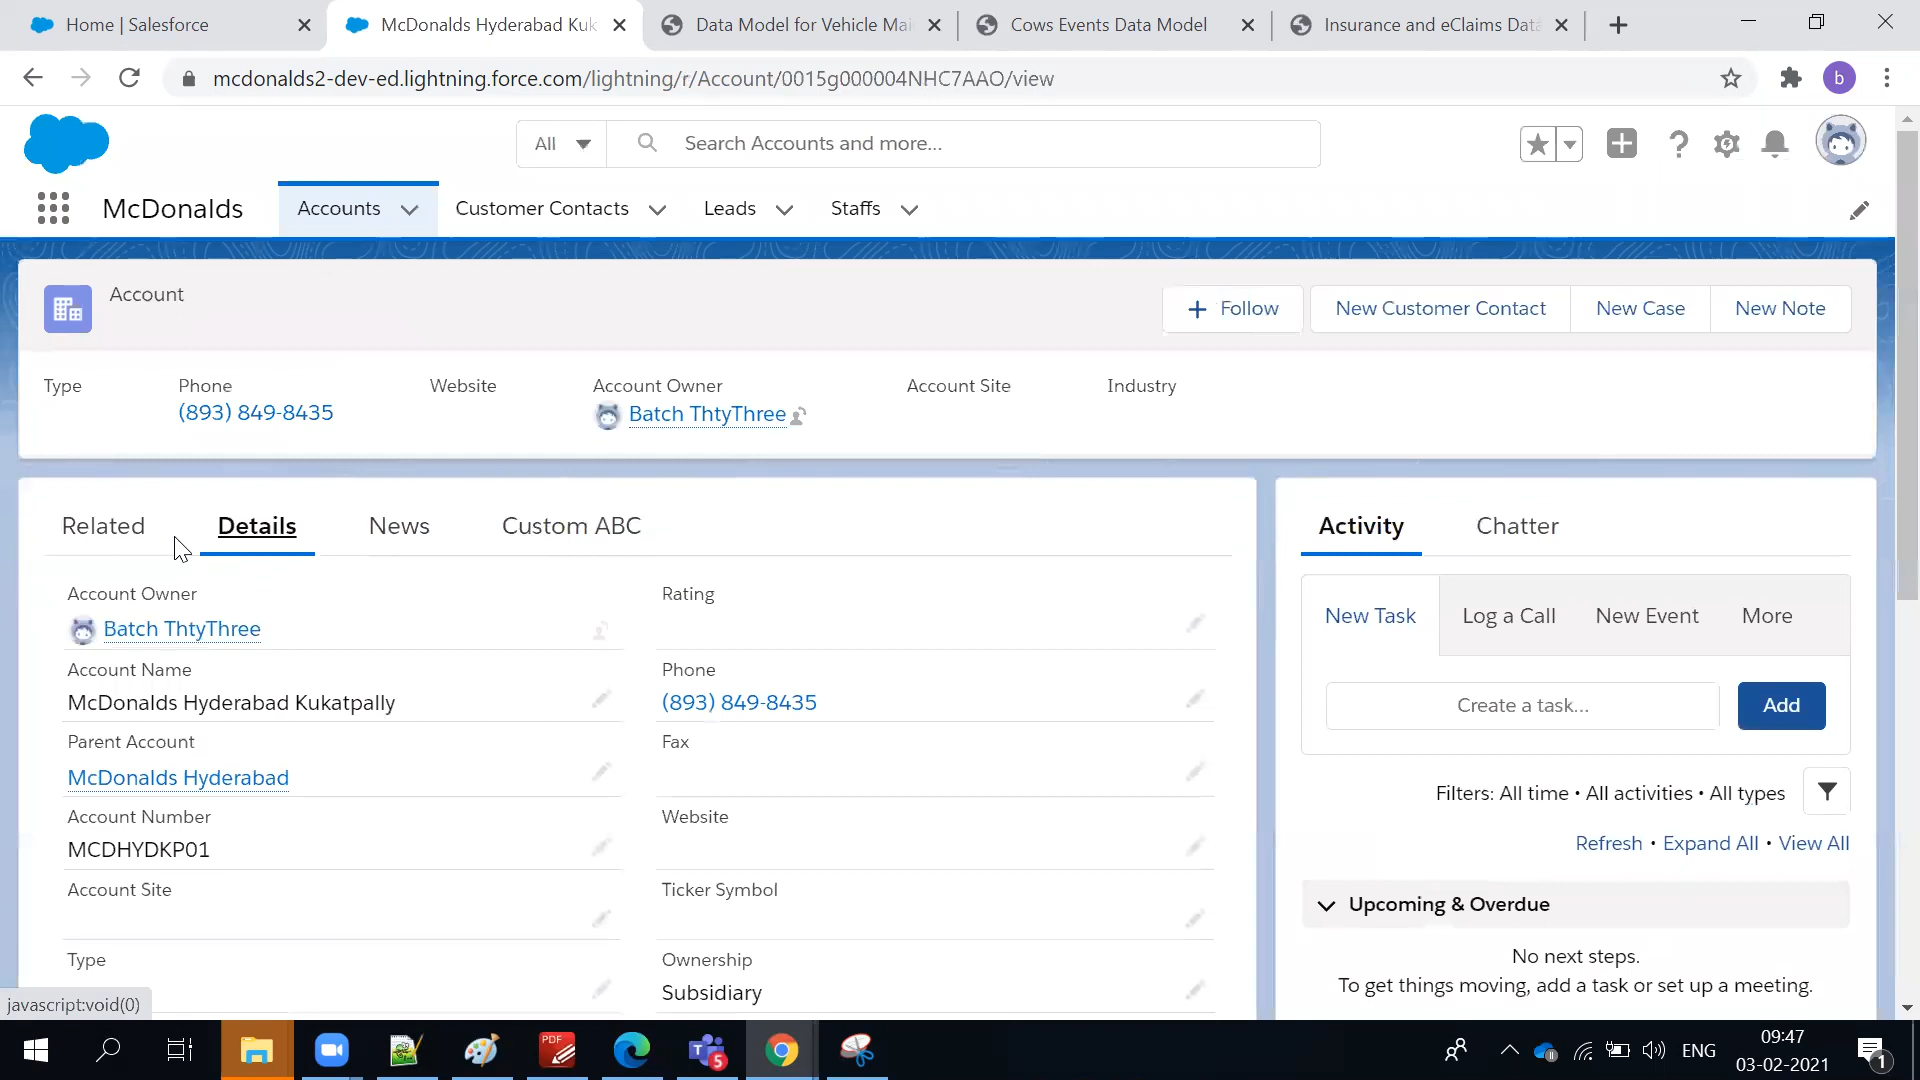 Home | Salesforce
McDonalds Hyderabad Kuk
Data Model for Vehicle Mai
Cows Events Data Model
Insurance and eClaims Data
mcdonalds2-dev-ed.lightning.force.com/lightning/r/Account/0015g000004NHC7AAO/view
b
All
Search Accounts and more...
McDonalds
Accounts
Customer Contacts
Leads
Staffs
Account
Follow
New Customer Contact
New Case
New Note
Type
Phone
Website
Account Owner
Account Site
Industry
(893) 849-8435
Batch ThtyThree
Related
Details
News
Custom ABC
Activity
Chatter
Account Owner
Batch ThtyThree
Rating
Account Name
McDonalds Hyderabad Kukatpally
Phone
(893) 849-8435
Parent Account
McDonalds Hyderabad
Fax
Account Number
MCDHYDKP01
Website
Account Site
Ticker Symbol
Type
Ownership
Subsidiary
New Task
Log a Call
New Event
More
Create a task...
Add
Filters: All time • All activities • All types
Refresh • Expand All • View All
Upcoming & Overdue
No next steps.
To get things moving, add a task or set up a meeting.
javascript:void(0)
PDF
5
ENG
09:47
03-02-2021
1